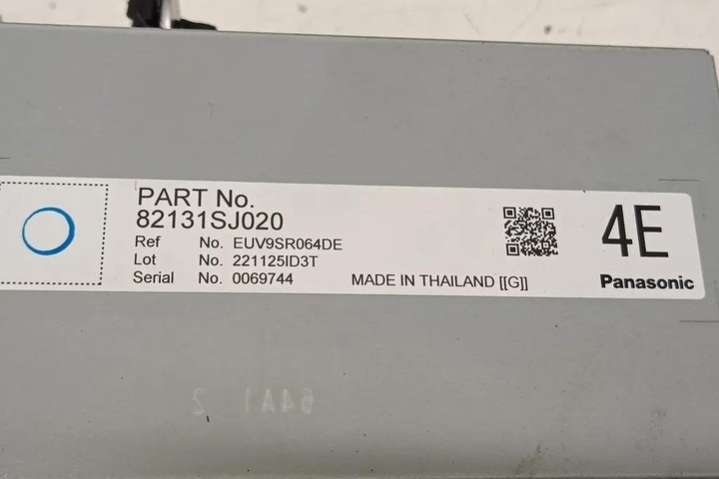 PART No.
82131SJ020
Ref No. EUV9SR064DE
Lot No. 221125ID3T
Serial No. 0069744
MADE IN THAILAND [[G]]
4E
Panasonic